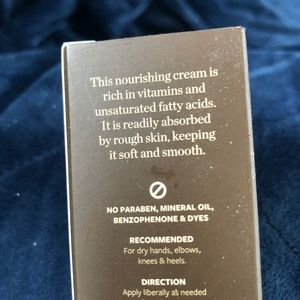 This nourishing cream is
rich in vitamins and
unsaturated fatty acids.
It is readily absorbed
by rough skin, keeping
it soft and smooth.
NO PARABEN, MINERAL OIL,
BENZOPHENONE & DYES
RECOMMENDED
For dry hands, elbows,
knees & heels.
DIRECTION
Apply liberally as needed